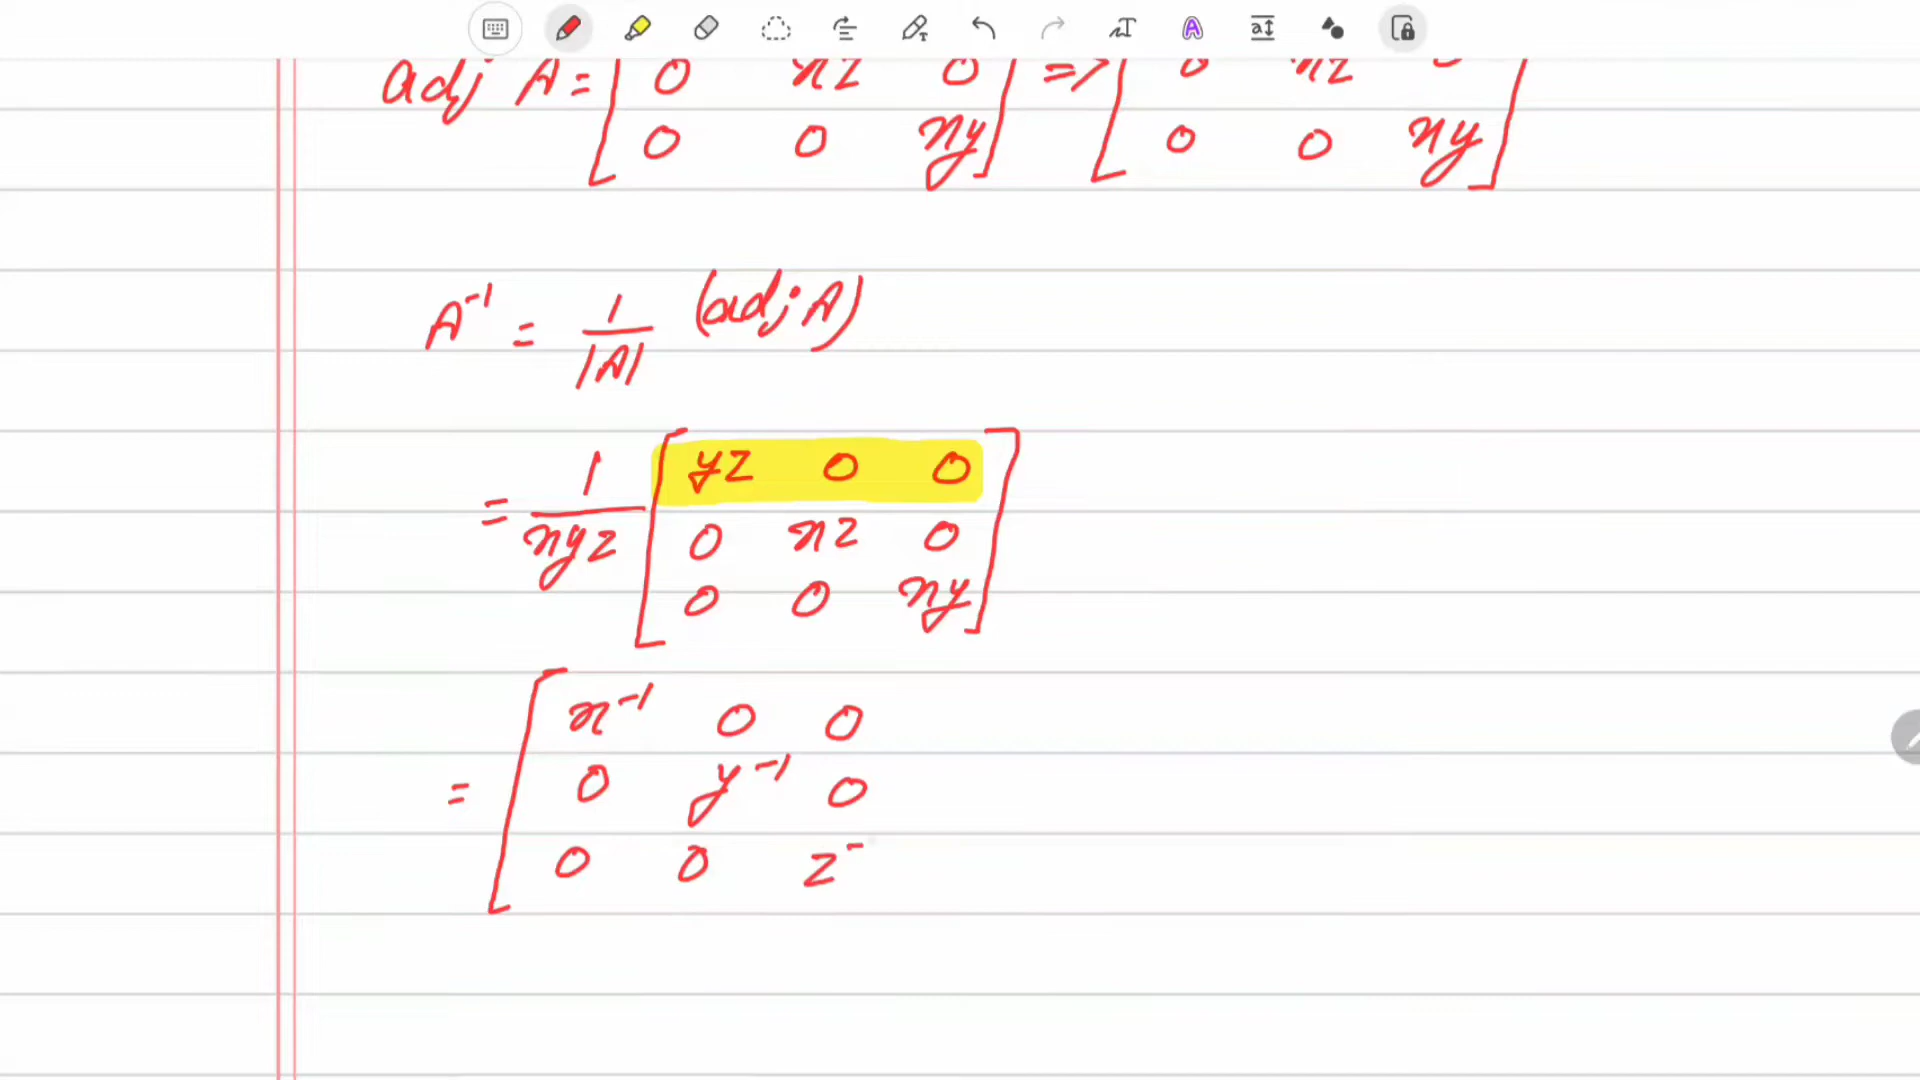 adj A = [ 0 xz 0 ] => [ 0 xz
0 0 xy ] [ 0 0 xy ]
A⁻¹ = 1/|A| (adj A)
= 1/xyz [ yz 0 0
0 xz 0
0 0 xy ]
= [ x⁻¹ 0 0
0 y⁻¹ 0
0 0 z⁻